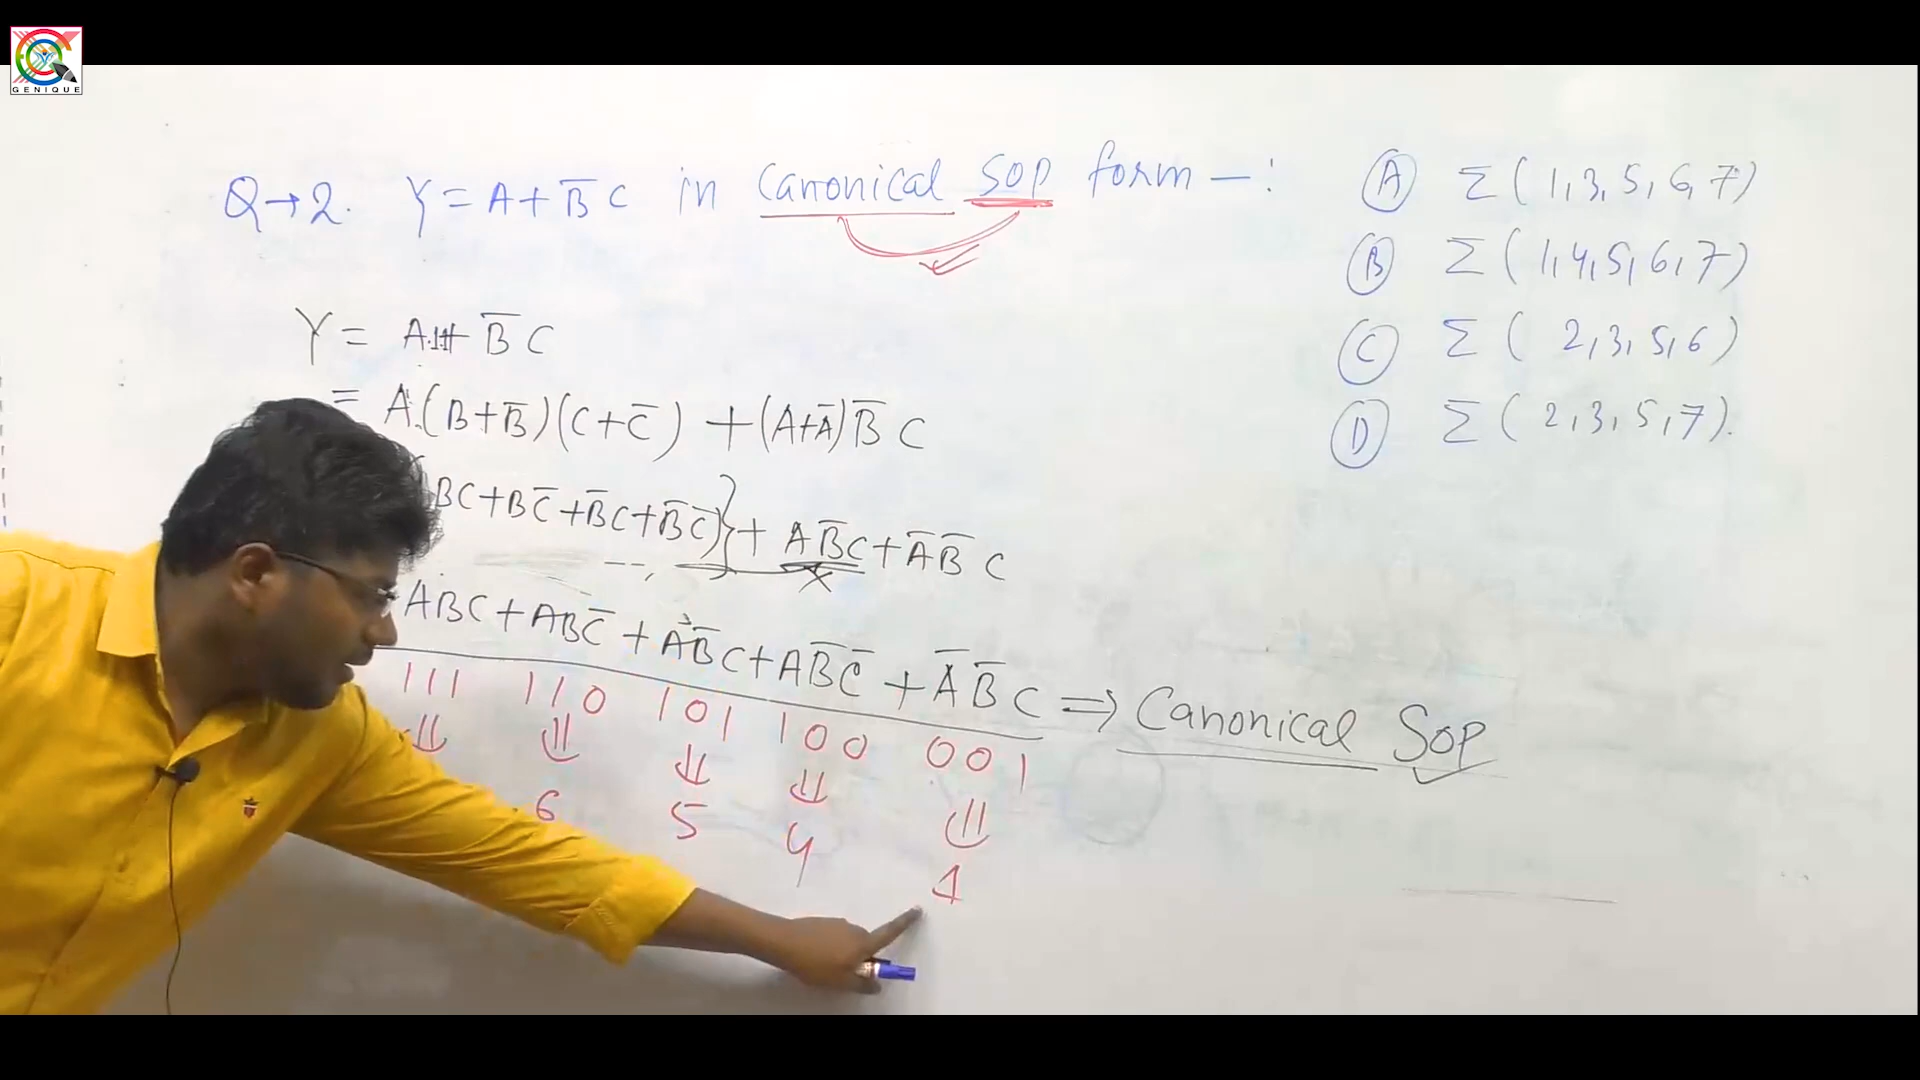 GENIQUE
Q→2. Y = A + B̅ C in Canonical SOP form —:
Ⓐ Σ ( 1, 3, 5, 6, 7 )
Ⓑ Σ ( 1, 4, 5, 6, 7 )
Ⓒ Σ ( 2, 3, 5, 6 )
Ⓓ Σ ( 2, 3, 5, 7 ).
Y = A.1.1 + B̅ C
= A.(B+B̅)(C+C̅) + (A+A̅) B̅ C
BC + BC̅ + B̅C + B̅C̅)} + AB̅C + A̅B̅C
ABC + ABC̅ + AB̅C + AB̅C̅ + A̅B̅C ⇒ Canonical SOP
111 110 101 100 001
⇓ ⇓ ⇓ ⇓ ⇓
6 5 4 1